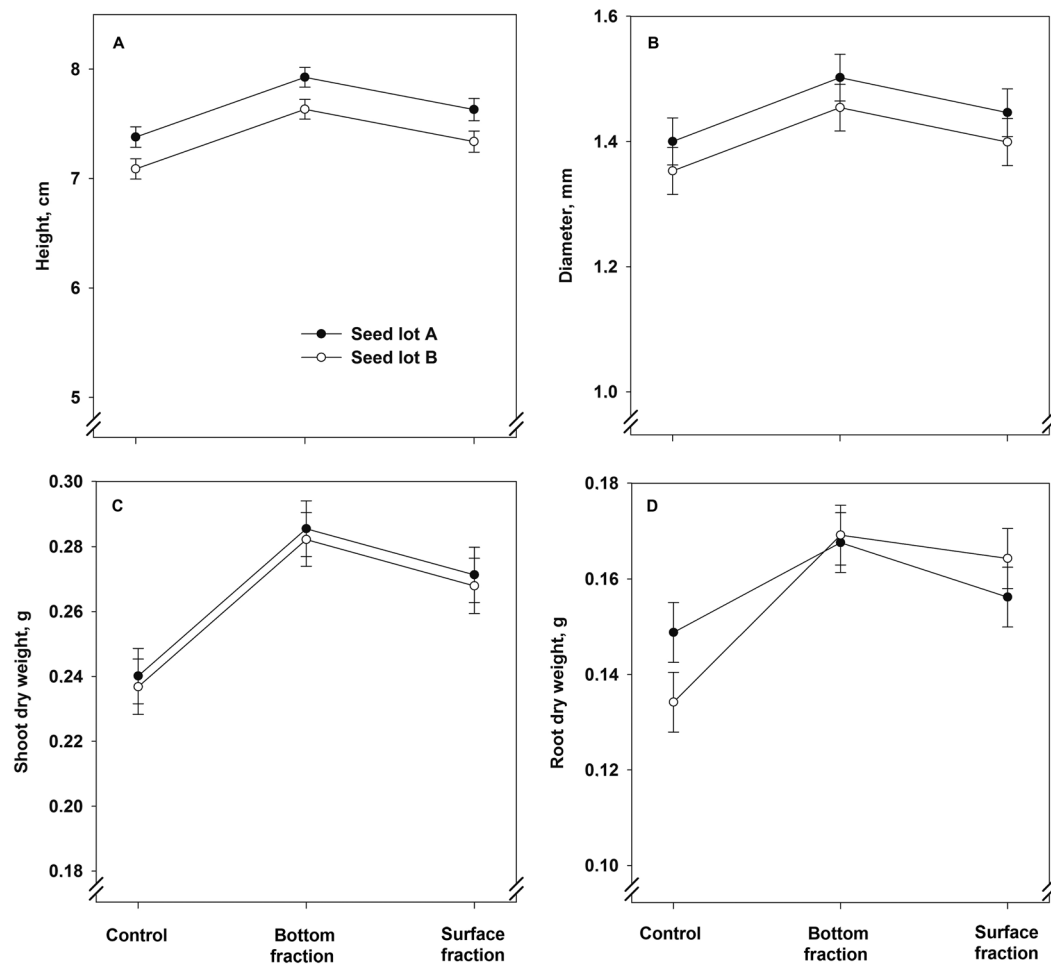 A
Height, cm
8
7
6
5
Seed lot A
Seed lot B
B
Diameter, mm
1.6
1.4
1.2
1.0
C
Shoot dry weight, g
0.30
0.28
0.26
0.24
0.22
0.20
0.18
Control
Bottom
fraction
Surface
fraction
D
Root dry weight, g
0.18
0.16
0.14
0.12
0.10
Control
Bottom
fraction
Surface
fraction